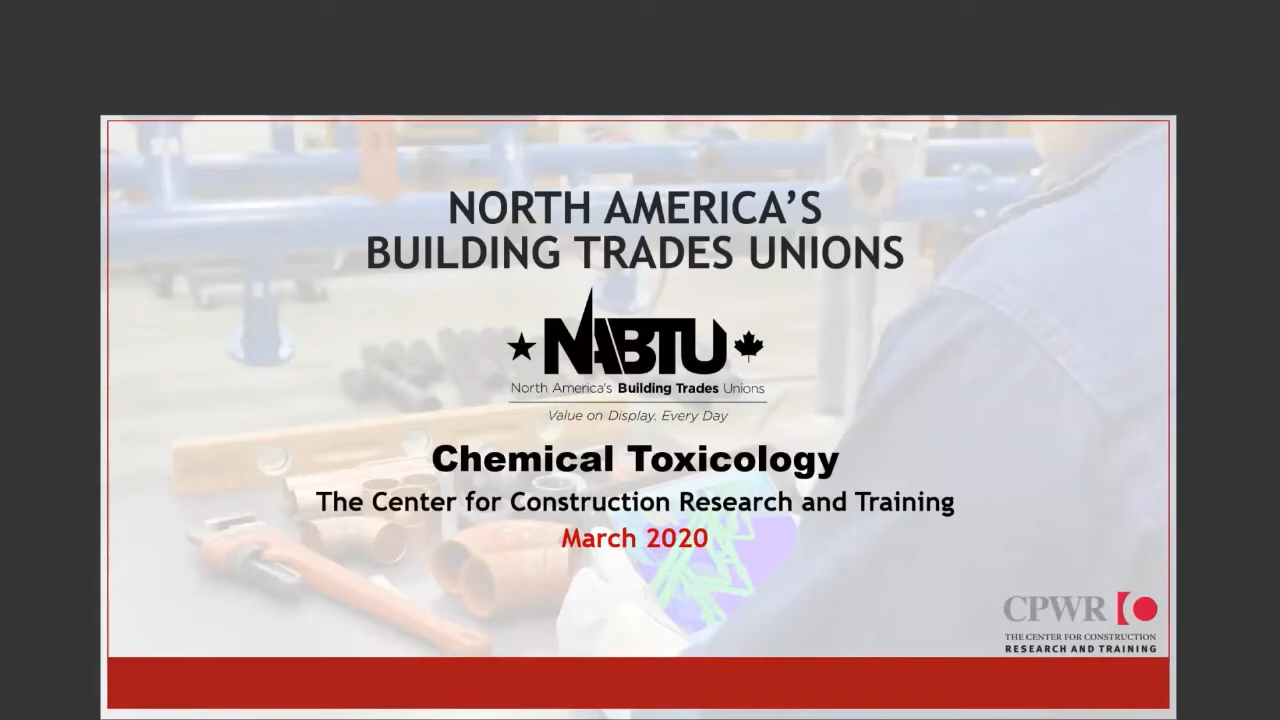 NORTH AMERICA'S
BUILDING TRADES UNIONS
NABTU
North America's Building Trades Unions
Value on Display. Every Day
Chemical Toxicology
The Center for Construction Research and Training
March 2020
CPWR
THE CENTER FOR CONSTRUCTION
RESEARCH AND TRAINING